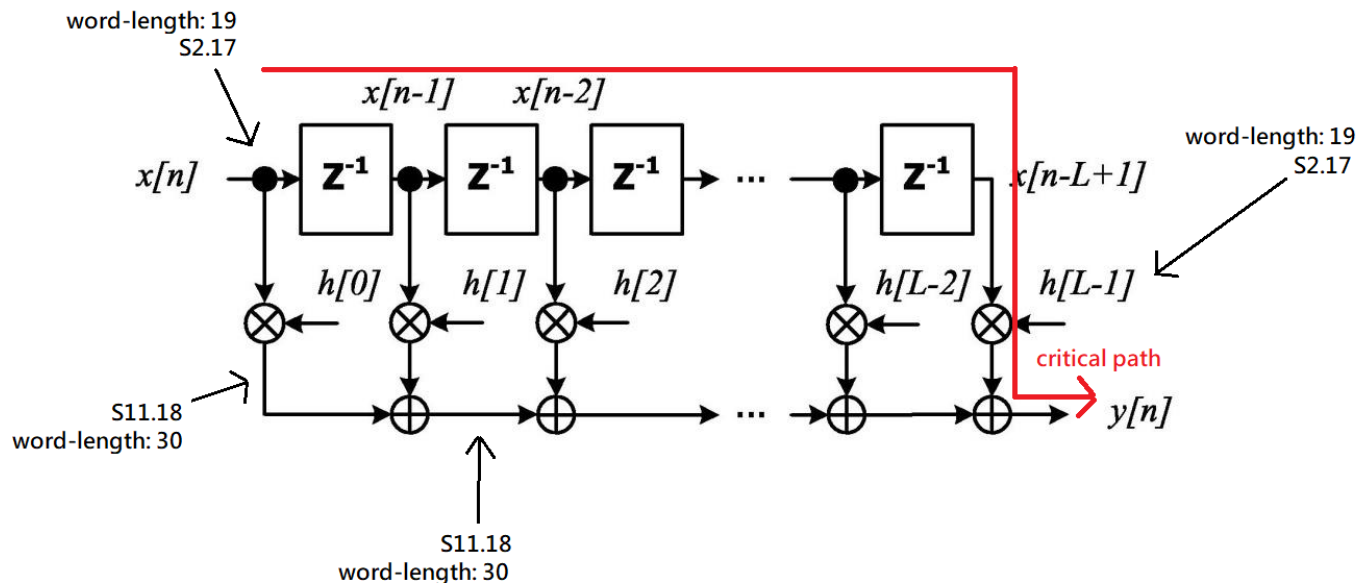 word-length: 19
S2.17
x[n-1]
x[n-2]
word-length: 19
S2.17
x[n]
z-1
z-1
z-1
...
z-1
x[n-L+1]
h[0]
h[1]
h[2]
h[L-2]
h[L-1]
critical path
S11.18
word-length: 30
...
y[n]
S11.18
word-length: 30